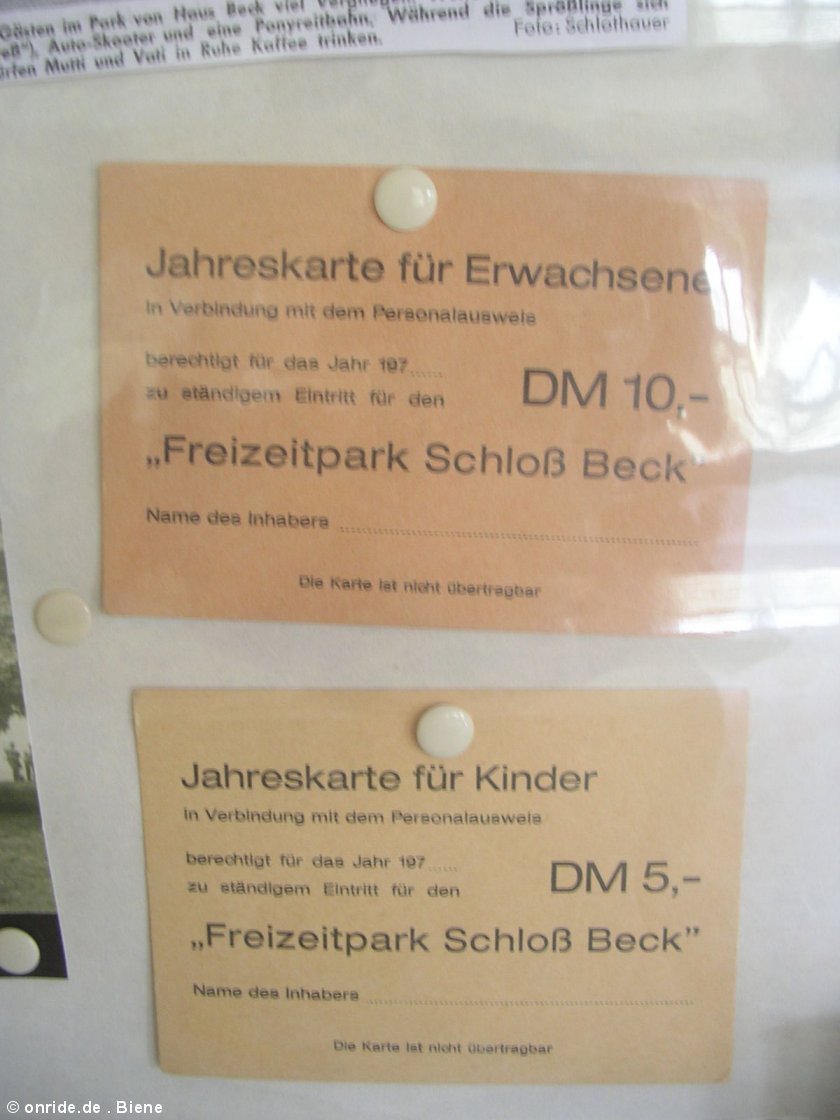 Gästen im Park von Haus Beck viel
eß"), Auto-Skooter und eine Ponyreitbahn. Während die Sprößlinge sich
ürfen Mutti und Vati in Ruhe Kaffee trinken.
Foto: Schlethauer
Jahreskarte für Erwachsene
in Verbindung mit dem Personalausweis
berechtigt für das Jahr 197......
zu ständigem Eintritt für den
DM 10,-
„Freizeitpark Schloß Beck"
Name des Inhabers
Die Karte ist nicht übertragbar
Jahreskarte für Kinder
in Verbindung mit dem Personalausweis
berechtigt für das Jahr 197......
zu ständigem Eintritt für den
DM 5,-
„Freizeitpark Schloß Beck"
Name des Inhabers
Die Karte ist nicht übertragbar
© onride.de . Biene